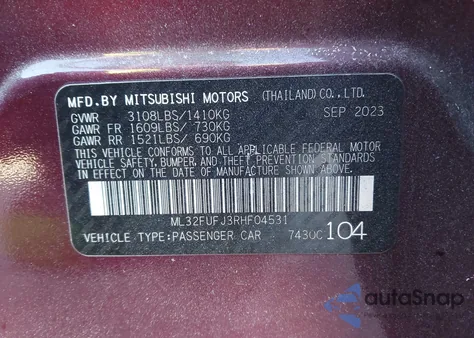 MFD.BY MITSUBISHI MOTORS (THAILAND) CO., LTD.
GVWR 3108LBS/1410KG SEP 2023
GAWR FR 1609LBS/ 730KG
GAWR RR 1521LBS/ 690KG
THIS VEHICLE CONFORMS TO ALL APPLICABLE FEDERAL MOTOR
VEHICLE SAFETY, BUMPER, AND THEFT PREVENTION STANDARDS
IN EFFECT ON THE DATE OF MANUFACTURE SHOWN ABOVE.
ML32FUFJ3RHF04531
VEHICLE TYPE:PASSENGER CAR 7430C 104
autoSnap